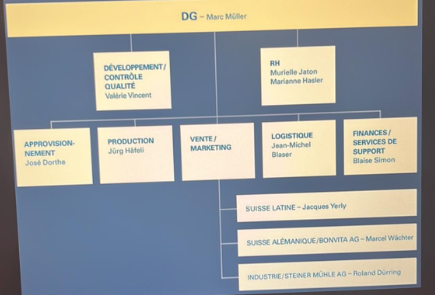 DG – Marc Müller
DÉVELOPPEMENT/
CONTRÔLE
QUALITÉ
Valérie Vincent
RH
Murielle Jaton
Marianne Hasler
APPROVISION-
NEMENT
José Dorthe
PRODUCTION
Jürg Häfeli
VENTE/
MARKETING
LOGISTIQUE
Jean-Michel
Blaser
FINANCES/
SERVICES DE
SUPPORT
Blaise Simon
SUISSE LATINE – Jacques Yerly
SUISSE ALÉMANIQUE/BONVITA AG – Marcel Wächter
INDUSTRIE/STEINER MÜHLE AG – Roland Dürring